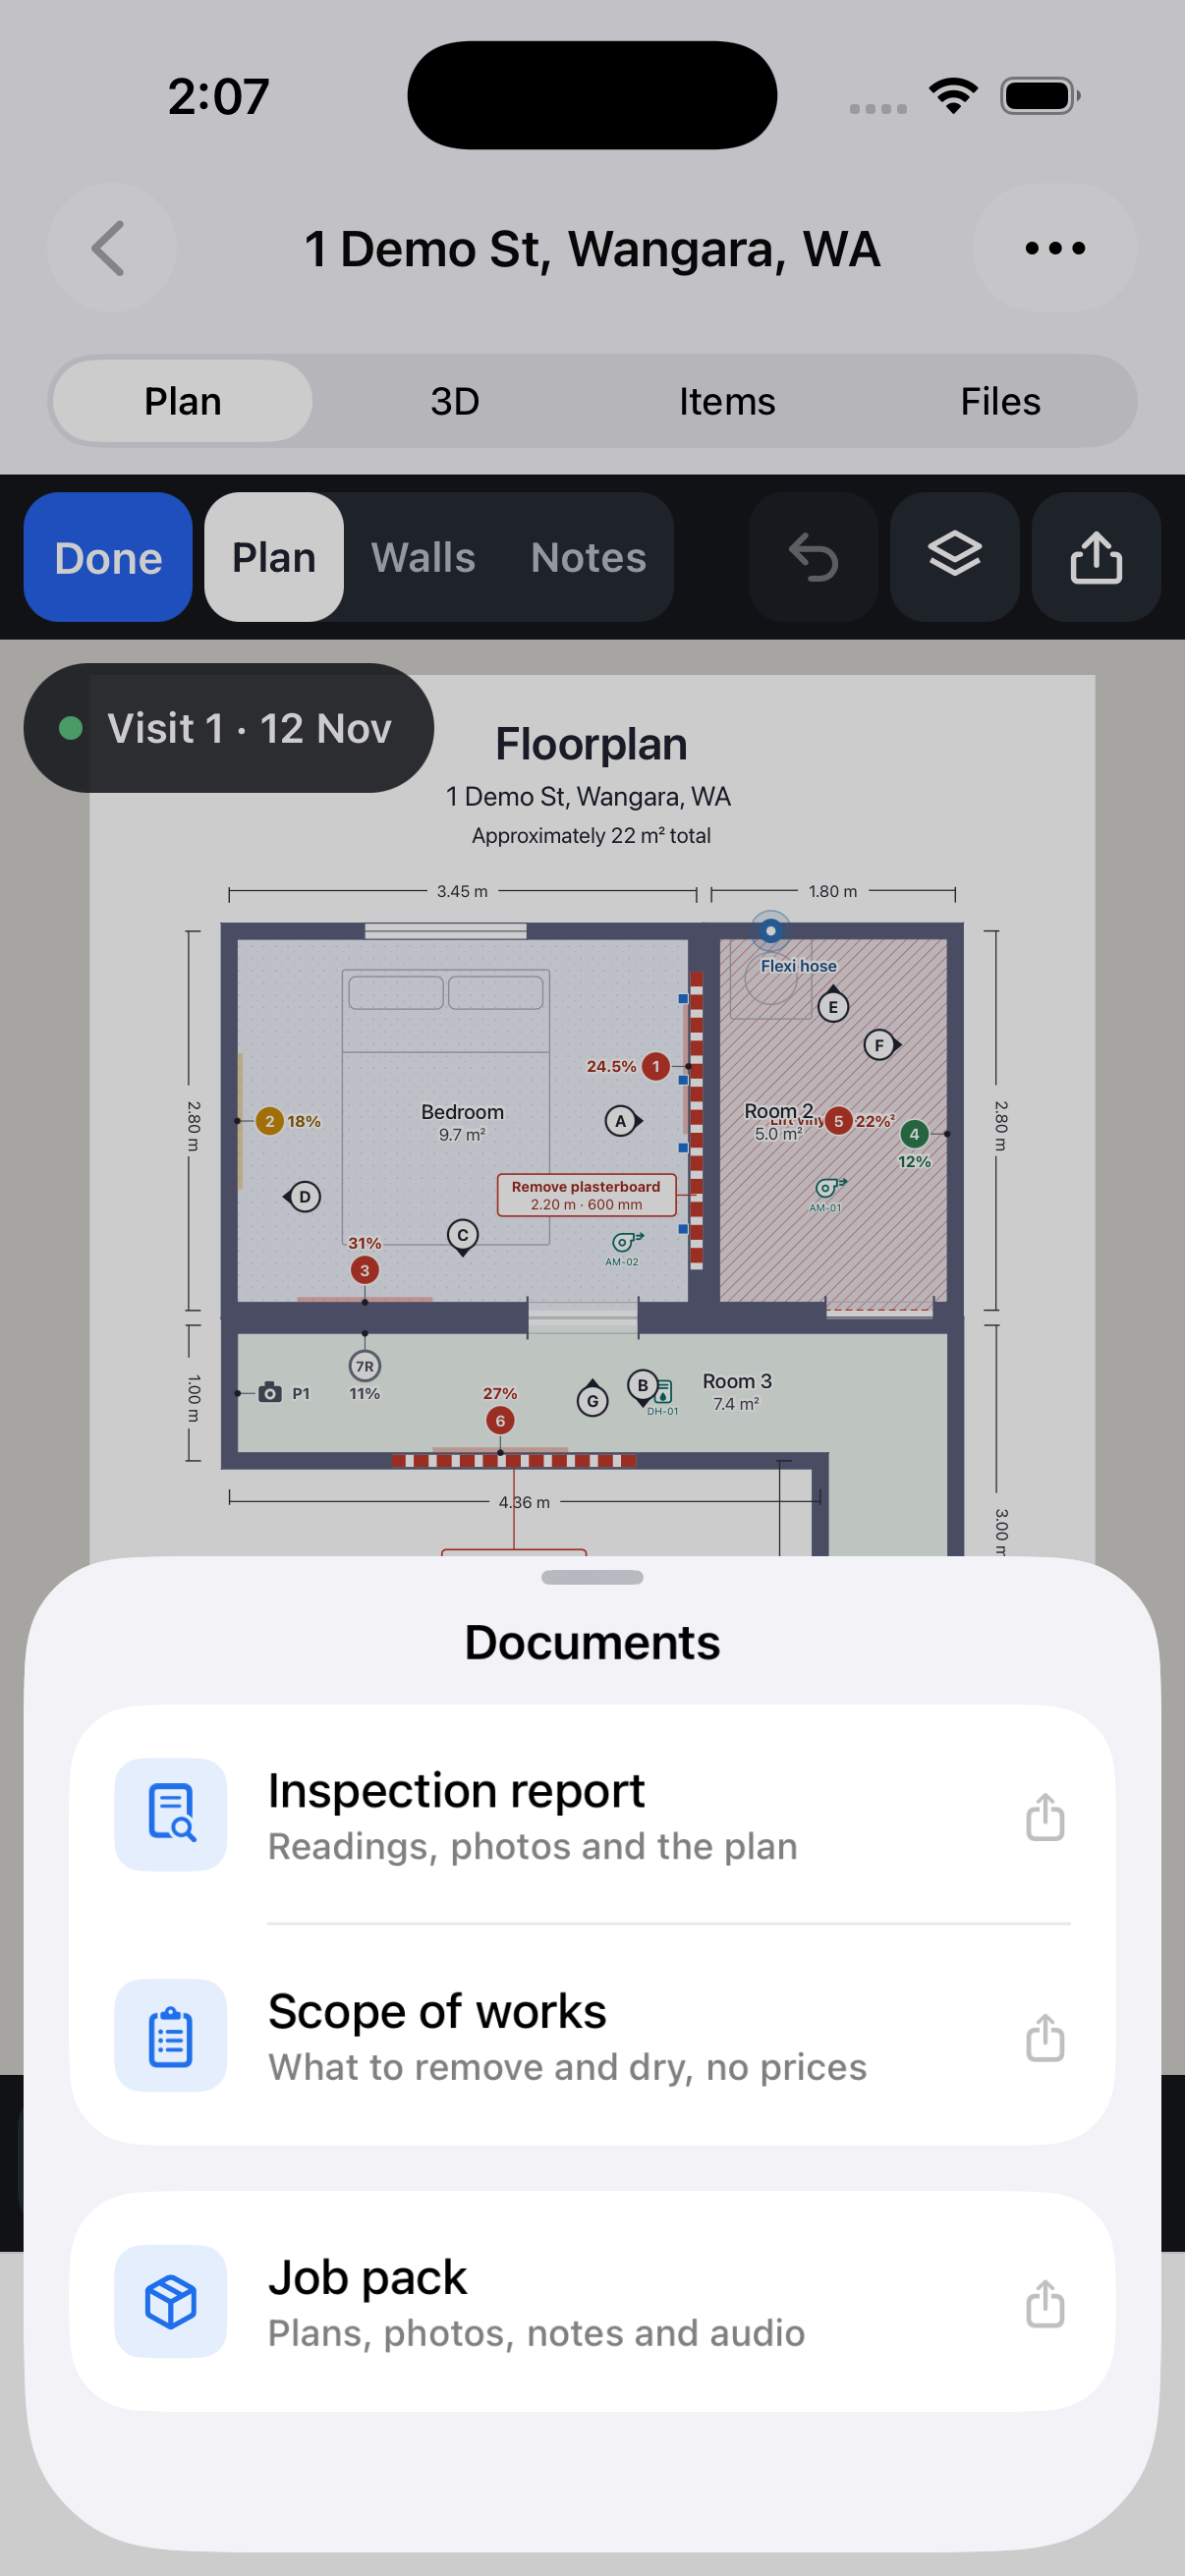 2:07
1 Demo St, Wangara, WA
Plan
3D
Items
Files
Done
Plan
Walls
Notes
Visit 1 · 12 Nov
Floorplan
1 Demo St, Wangara, WA
Approximately 22 m² total
3.45 m
1.80 m
Flexi hose
E
F
24.5%
1
2.80 m
2
18%
Bedroom
9.7 m²
A
Room 2
5.0 m²
5
22%
4
12%
2.80 m
D
Remove plasterboard
2.20 m · 600 mm
AM-01
C
31%
3
AM-02
7R
11%
P1
1.00 m
27%
6
G
B
DH-01
Room 3
7.4 m²
4.36 m
3.00 m
Documents
Inspection report
Readings, photos and the plan
Scope of works
What to remove and dry, no prices
Job pack
Plans, photos, notes and audio